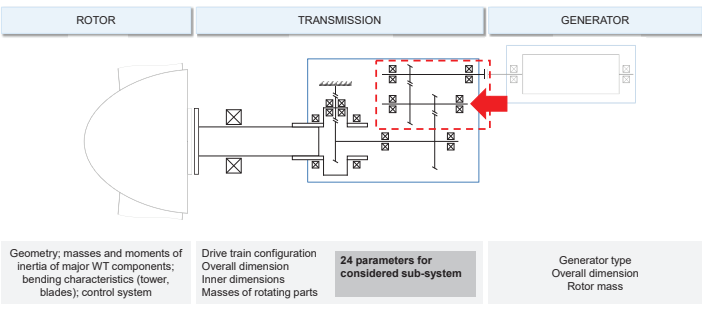 ROTOR
TRANSMISSION
GENERATOR
Geometry; masses and moments of
inertia of major WT components;
bending characteristics (tower,
blades); control system
Drive train configuration
Overall dimension
Inner dimensions
Masses of rotating parts
24 parameters for
considered sub-system
Generator type
Overall dimension
Rotor mass